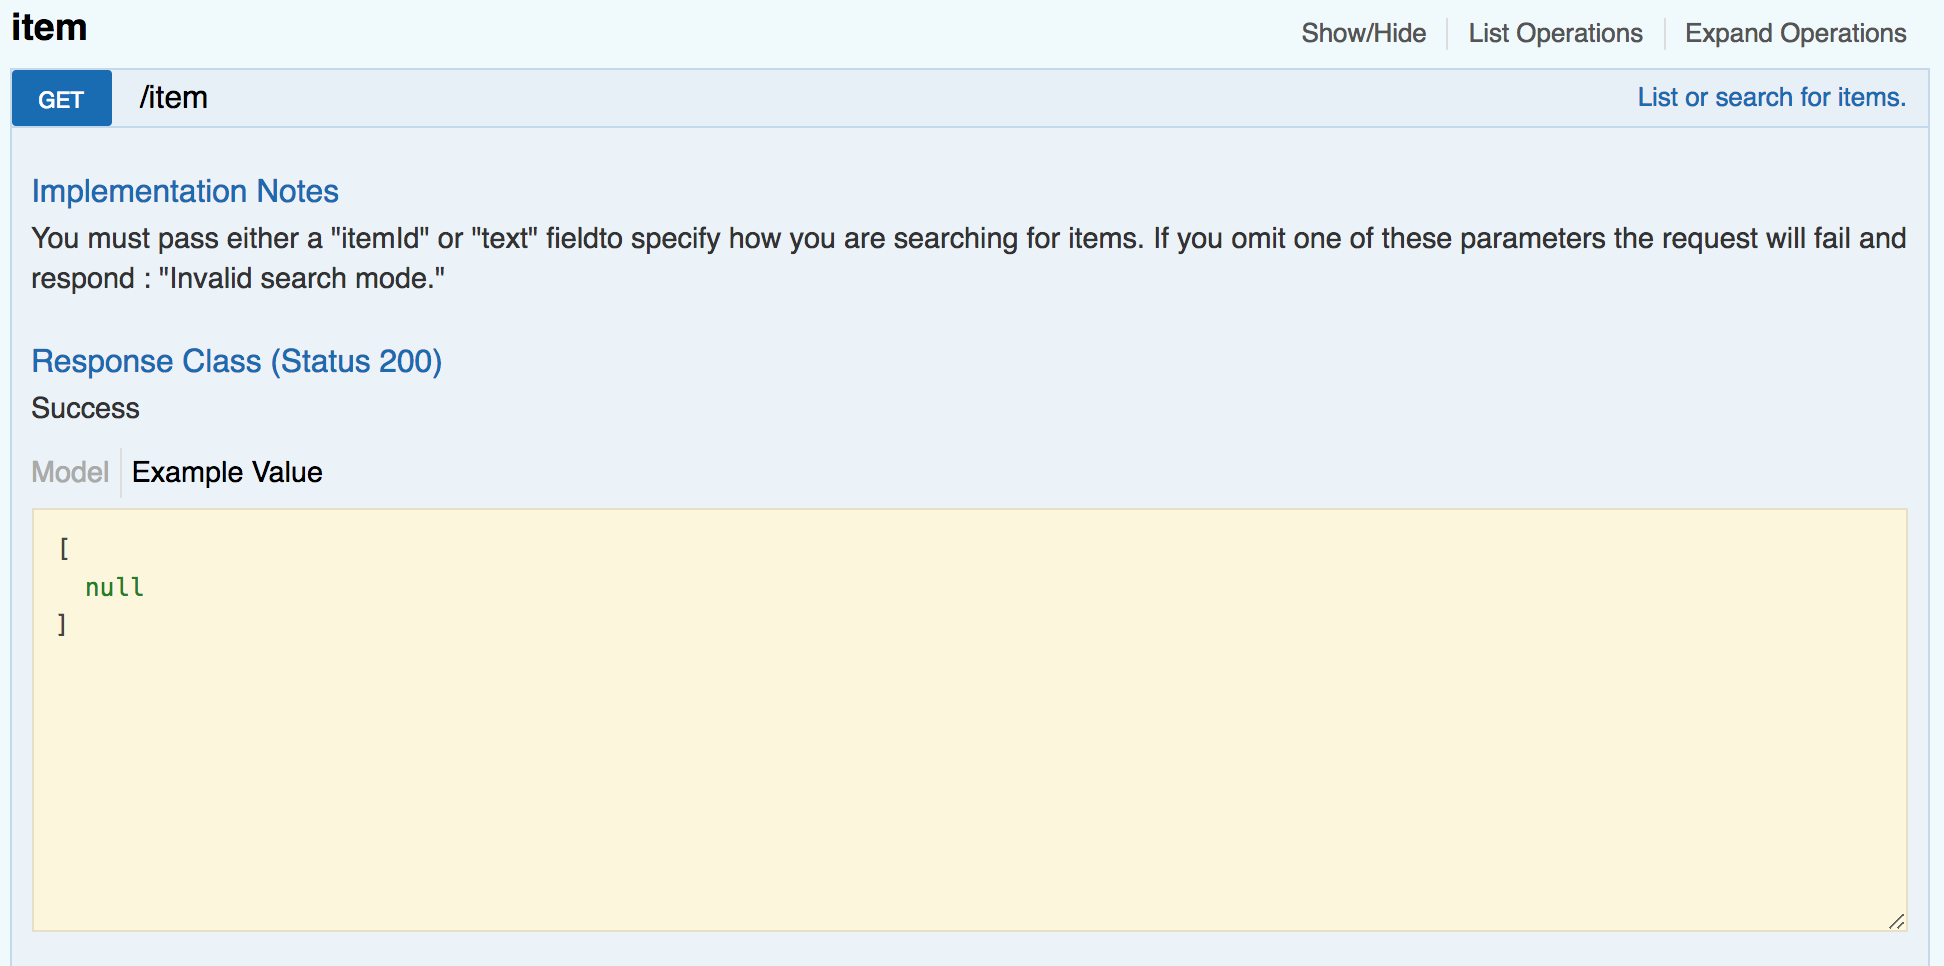 item
Show/Hide
List Operations
Expand Operations
GET
/item
List or search for items.
Implementation Notes
You must pass either a "itemId" or "text" fieldto specify how you are searching for items. If you omit one of these parameters the request will fail and
respond : "Invalid search mode."
Response Class (Status 200)
Success
Model
Example Value
[
null
]